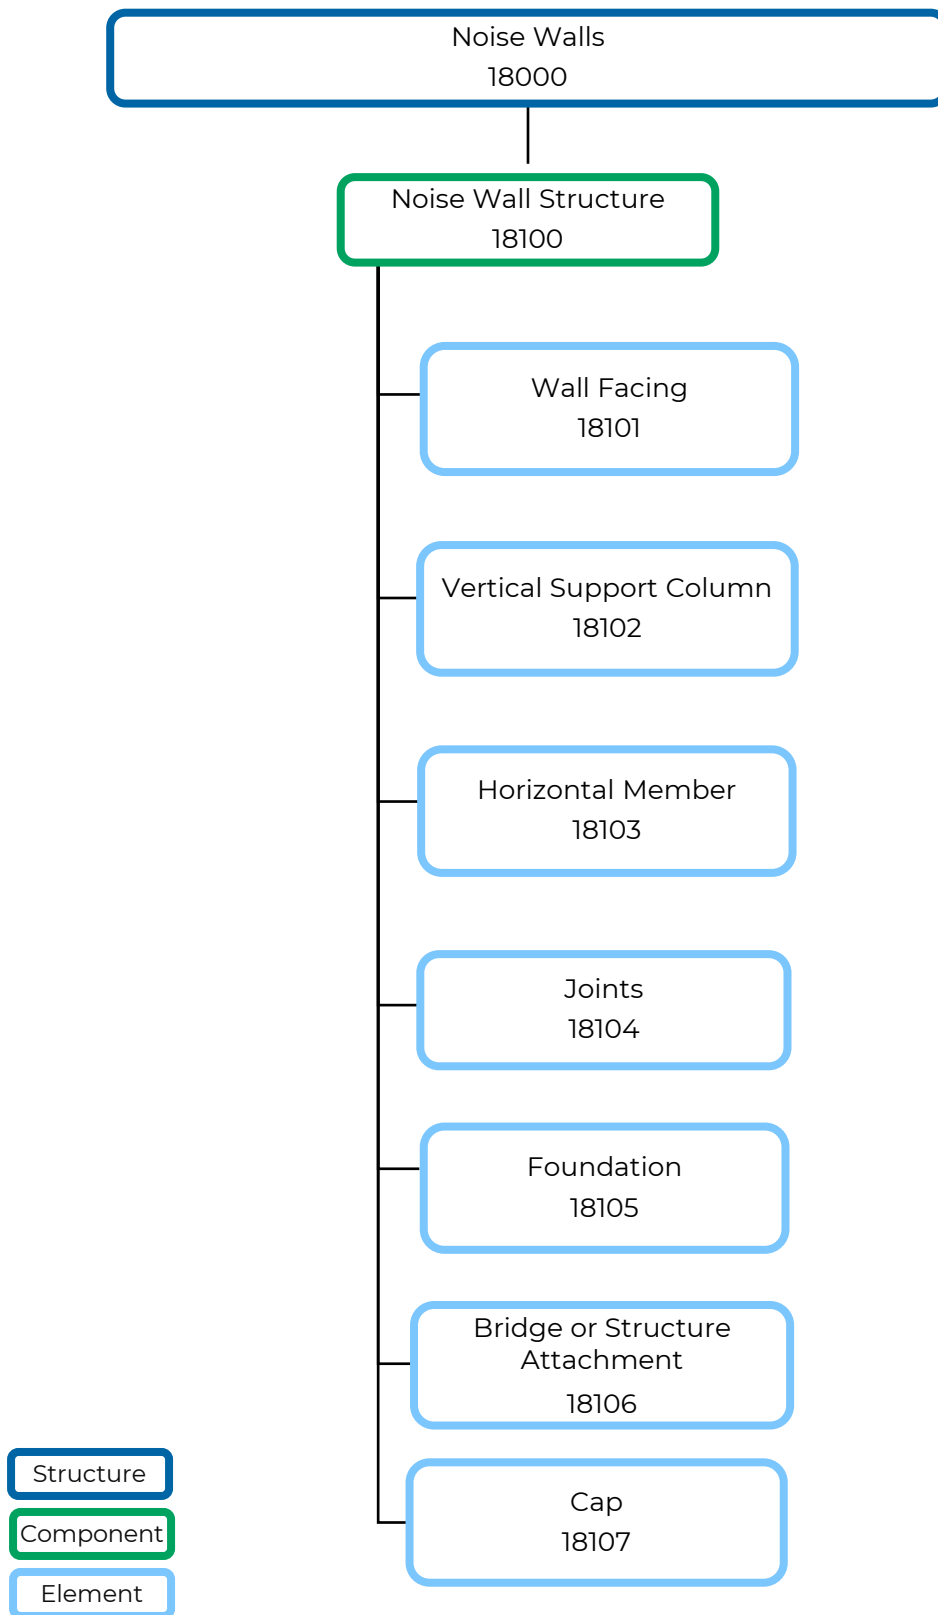 Noise Walls
18000
Noise Wall Structure
18100
Wall Facing
18101
Vertical Support Column
18102
Horizontal Member
18103
Joints
18104
Foundation
18105
Bridge or Structure
Attachment
18106
Cap
18107
Structure
Component
Element